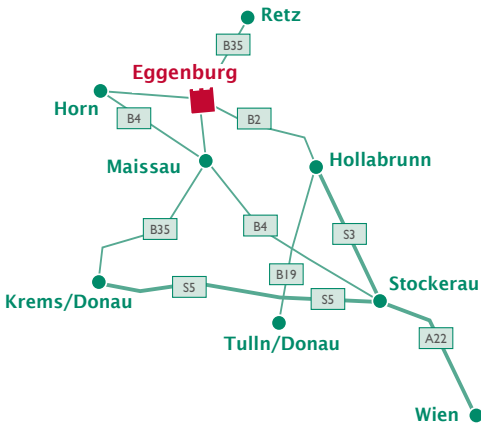 Retz
B35
Eggenburg
Horn
B4
B2
Maissau
Hollabrunn
B35
B4
S3
B19
Krems/Donau
S5
S5
Stockerau
Tulln/Donau
A22
Wien